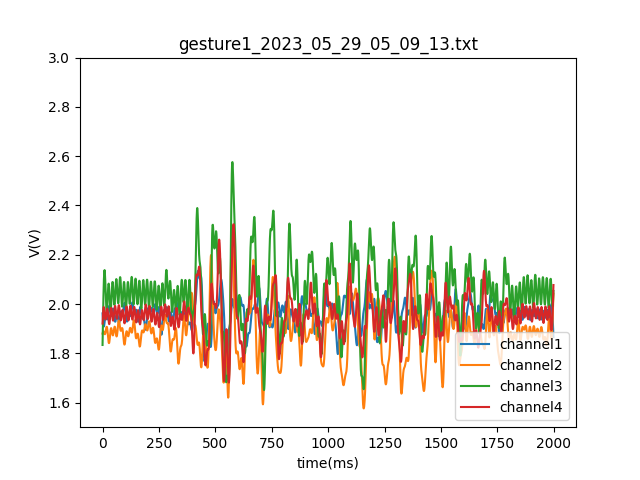 gesture1_2023_05_29_05_09_13.txt
3.0
2.8
2.6
2.4
2.2
2.0
1.8
1.6
V(V)
0 250 500 750 1000 1250 1500 1750 2000
time(ms)
channel1
channel2
channel3
channel4